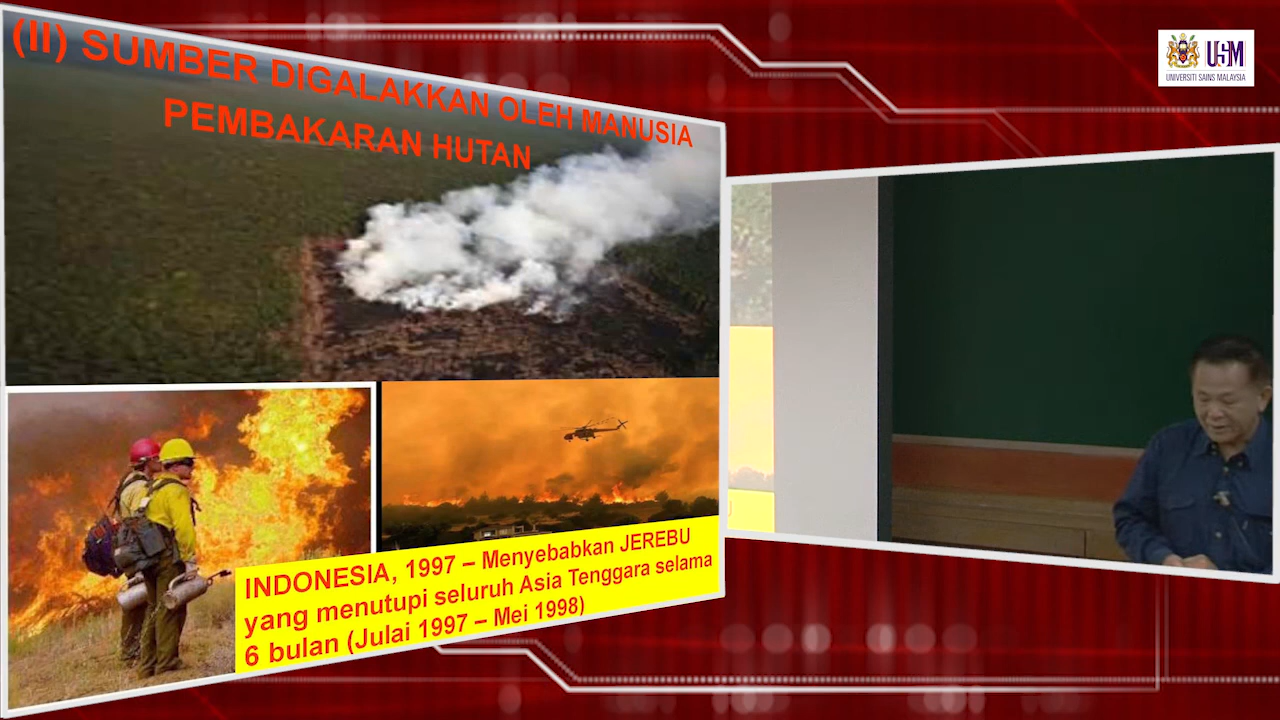 (II) SUMBER DIGALAKKAN OLEH MANUSIA
PEMBAKARAN HUTAN
INDONESIA, 1997 – Menyebabkan JEREBU
yang menutupi seluruh Asia Tenggara selama
6 bulan (Julai 1997 – Mei 1998)
USM
UNIVERSITI SAINS MALAYSIA